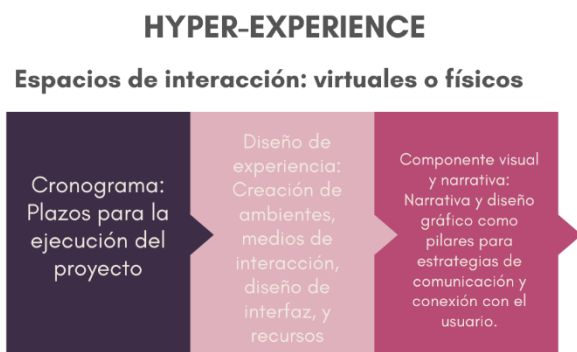 HYPER-EXPERIENCE
Espacios de interacción: virtuales o físicos
Cronograma:
Plazos para la
ejecución del
proyecto
Diseño de
experiencia:
Creación de
ambientes,
medios de
interacción,
diseño de
interfaz, y
recursos
Componente visual
y narrativa:
Narrativa y diseño
gráfico como
pilares para
estrategias de
comunicación y
conexión con el
usuario.